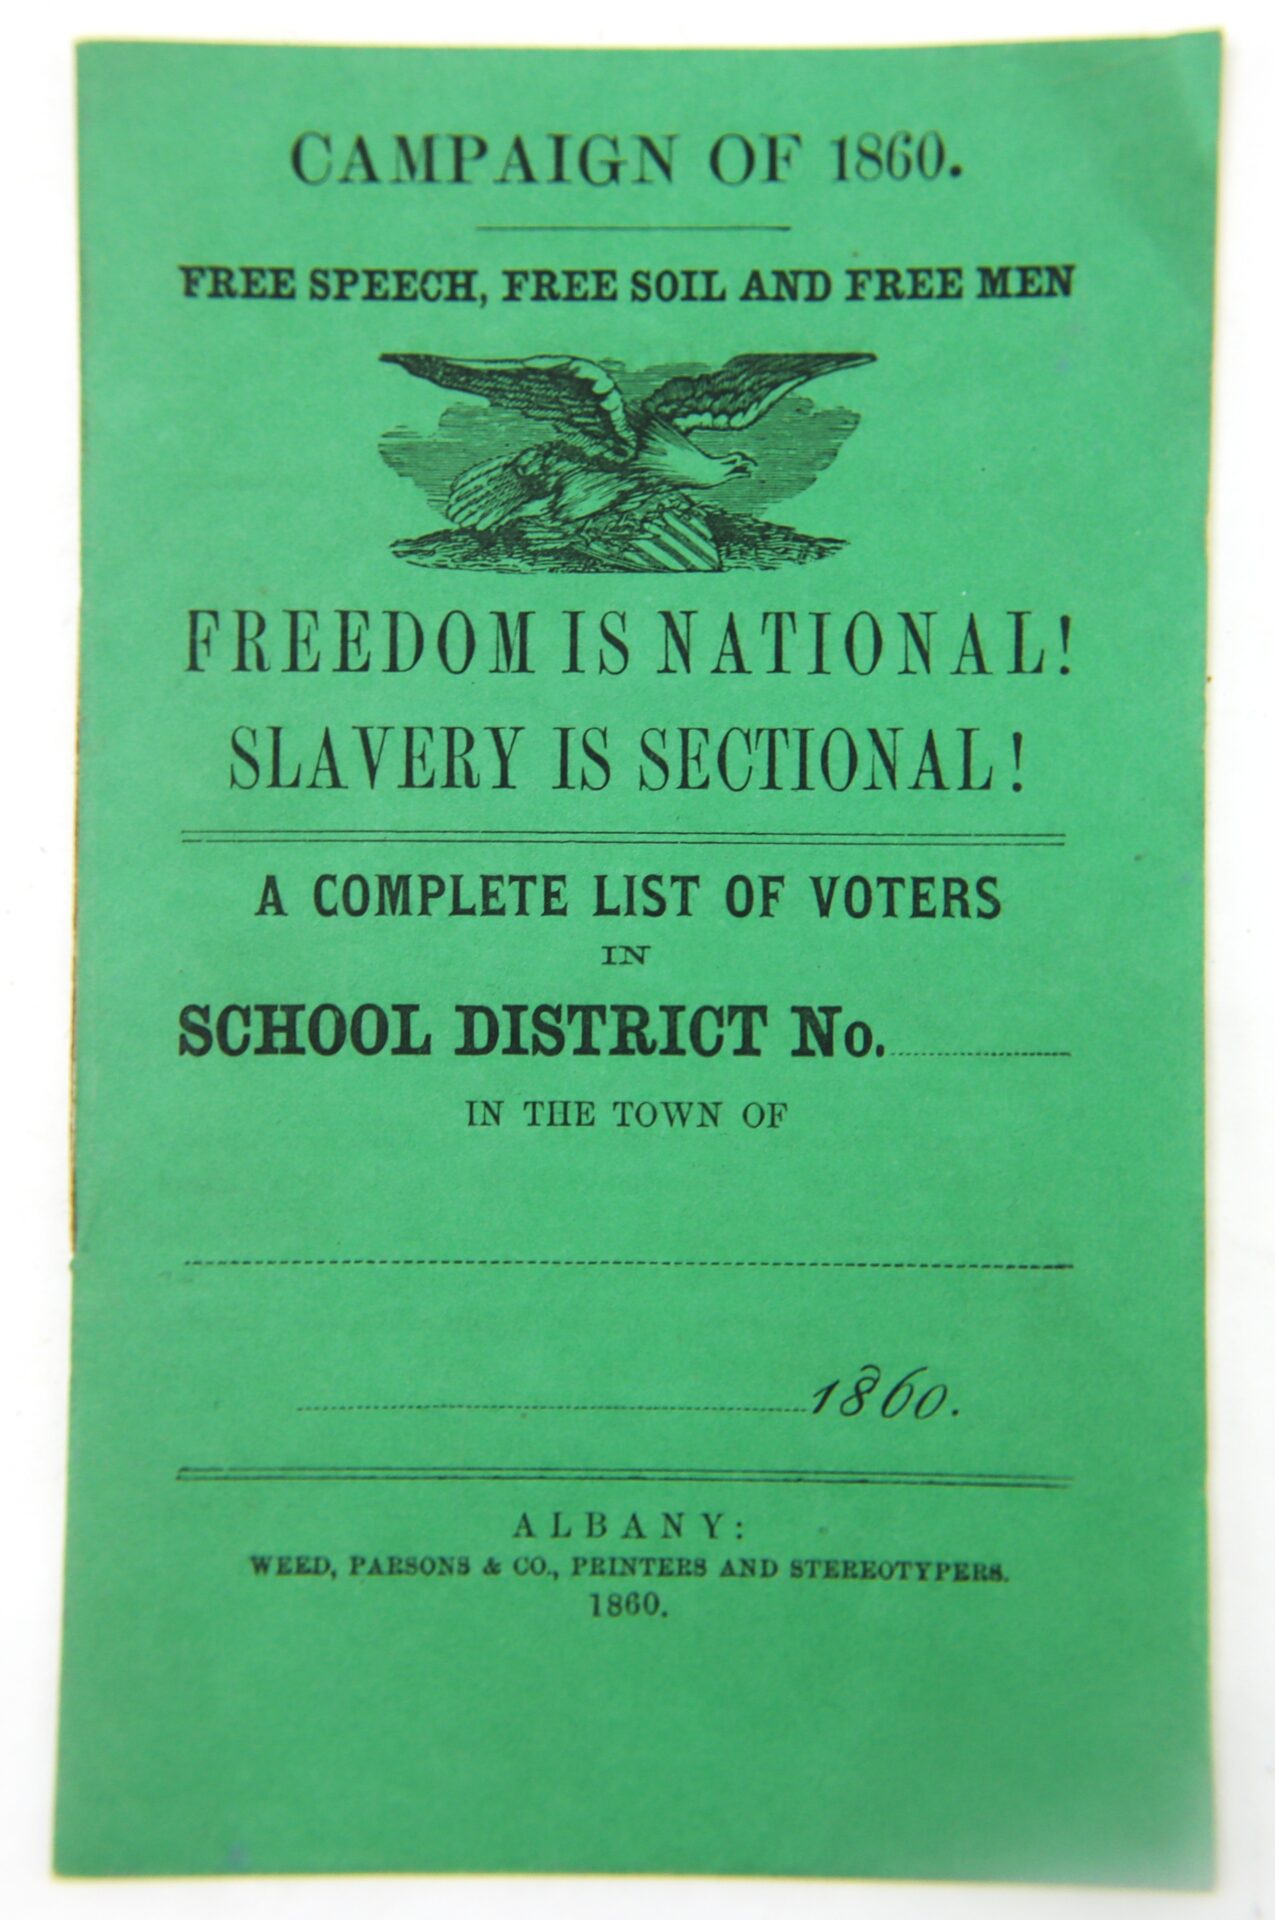 CAMPAIGN OF 1860.
FREE SPEECH, FREE SOIL AND FREE MEN
FREEDOM IS NATIONAL!
SLAVERY IS SECTIONAL!
A COMPLETE LIST OF VOTERS
IN
SCHOOL DISTRICT No.
IN THE TOWN OF
1860.
ALBANY:
WEED, PARSONS & CO., PRINTERS AND STEREOTYPERS.
1860.